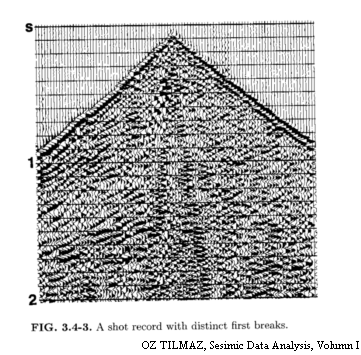 S
1
2
FIG. 3.4-3. A shot record with distinct first breaks.
OZ TILMAZ, Sesimic Data Analysis, Volumn I